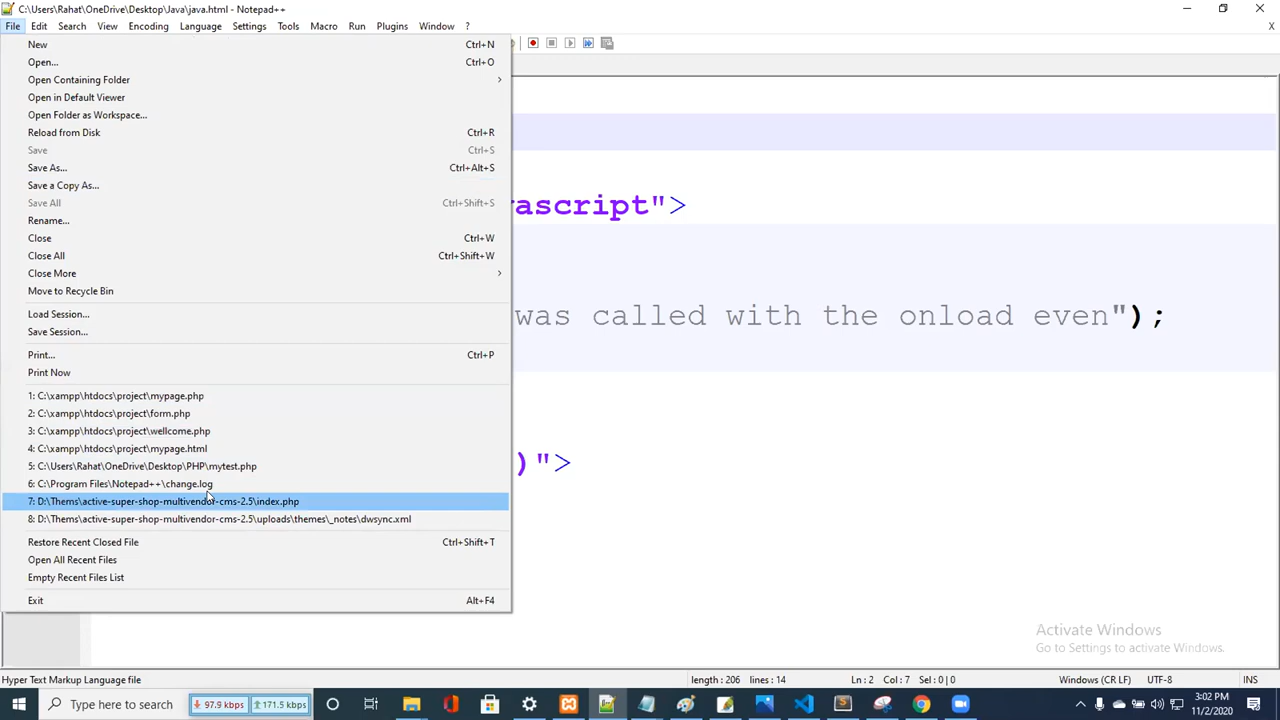 C:\Users\Rahat\OneDrive\Desktop\Java\java.html - Notepad++
File Edit Search View Encoding Language Settings Tools Macro Run Plugins Window ?
X
New Ctrl+N
Open... Ctrl+O
Open Containing Folder
Open in Default Viewer
Open Folder as Workspace...
Reload from Disk Ctrl+R
Save Ctrl+S
Save As... Ctrl+Alt+S
Save a Copy As...
Save All Ctrl+Shift+S
Rename...
Close Ctrl+W
Close All Ctrl+Shift+W
Close More
Move to Recycle Bin
Load Session...
Save Session...
Print... Ctrl+P
Print Now
1: C:\xampp\htdocs\project\mypage.php
2: C:\xampp\htdocs\project\form.php
3: C:\xampp\htdocs\project\wellcome.php
4: C:\xampp\htdocs\project\mypage.html
5: C:\Users\Rahat\OneDrive\Desktop\PHP\mytest.php
6: C:\Program Files\Notepad++\change.log
7: D:\Thems\active-super-shop-multivendor-cms-2.5\index.php
8: D:\Thems\active-super-shop-multivendor-cms-2.5\uploads\themes\_notes\dwsync.xml
Restore Recent Closed File Ctrl+Shift+T
Open All Recent Files
Empty Recent Files List
Exit Alt+F4
ascript">
was called with the onload even");
)">
Activate Windows
Go to Settings to activate Windows.
Hyper Text Markup Language file length : 206 lines : 14 Ln : 2 Col : 7 Sel : 0 | 0 Windows (CR LF) UTF-8 INS
Type here to search
97.9 kbps 171.5 kbps
3:02 PM
11/2/2020